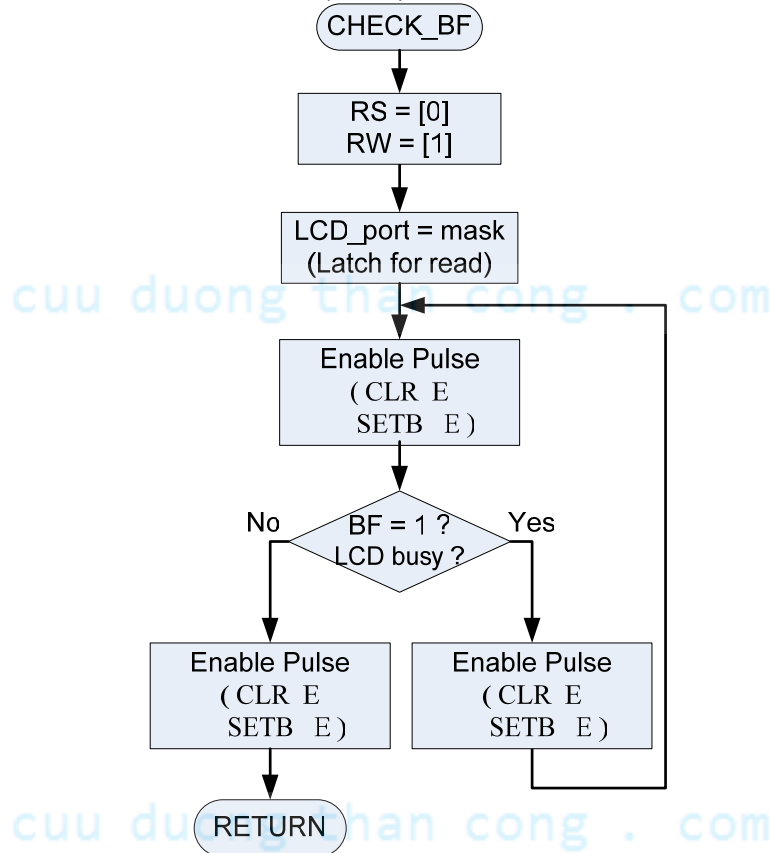 CHECK_BF
RS = [0]
RW = [1]
LCD_port = mask
(Latch for read)
cuu duong than cong . com
Enable Pulse
( CLR E
SETB E )
No
BF = 1 ?
LCD busy ?
Yes
Enable Pulse
( CLR E
SETB E )
Enable Pulse
( CLR E
SETB E )
RETURN
cuu duong than cong . com